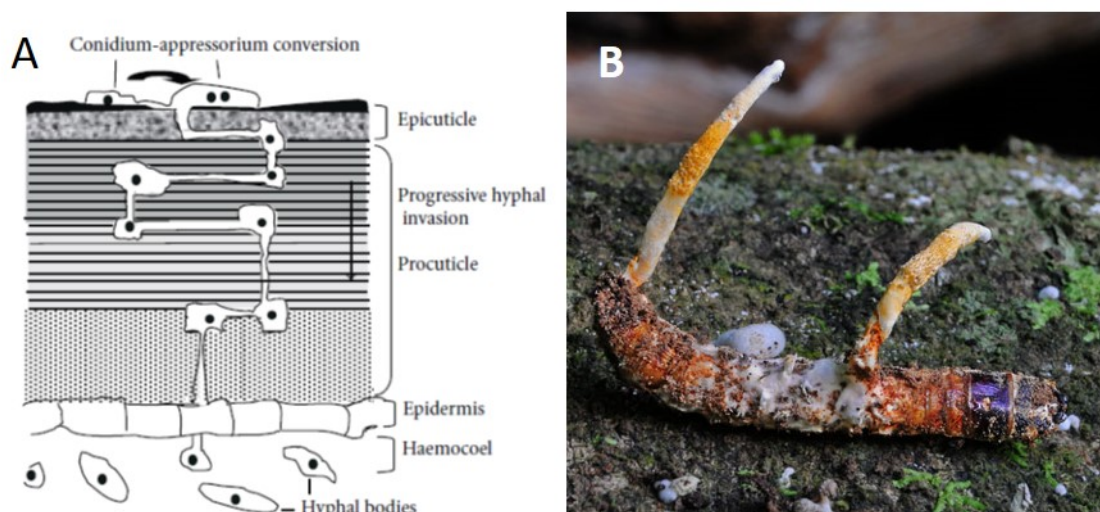 A
Conidium-appressorium conversion
Epicuticle
Progressive hyphal
invasion
Procuticle
Epidermis
Haemocoel
Hyphal bodies
B